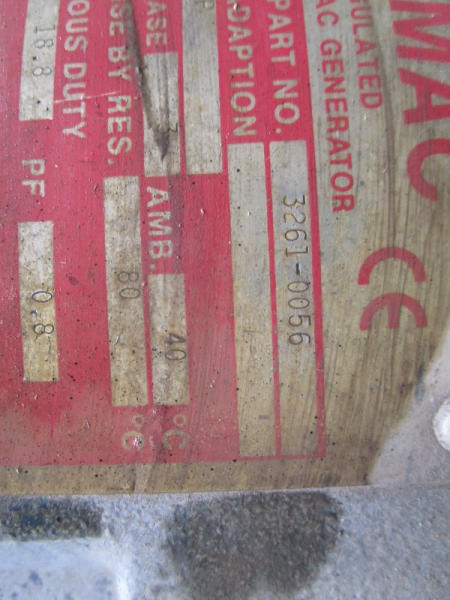 MAC CE
ULATED
AC GENERATOR
PART NO. 3261-0056
DAPTION
ASE AMB. 40 °C
SE BY RES. 80 °C
OUS DUTY
18.8 PF 0.8